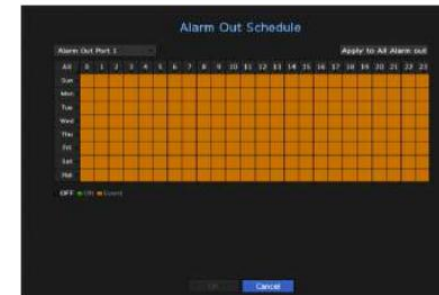 Alarm Out Schedule
Alarm Out Port 1
Apply to All Alarm out
All 0 1 2 3 4 5 6 7 8 9 10 11 12 13 14 15 16 17 18 19 20 21 22 23
Sun
Mon
Tue
Wed
Thu
Fri
Sat
Hol
OFF ON Event
OK Cancel